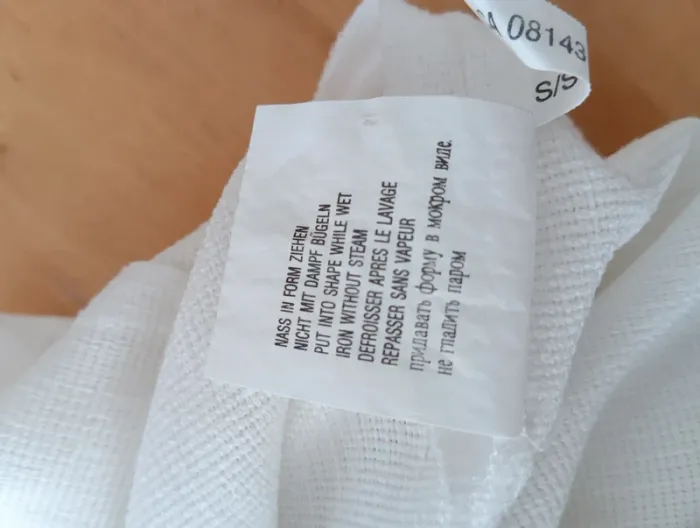 A 08143
S/S
NASS IN FORM ZIEHEN
NICHT MIT DAMPF BÜGELN
PUT INTO SHAPE WHILE WET
IRON WITHOUT STEAM
DEFROISSER APRES LE LAVAGE
REPASSER SANS VAPEUR
придавать форму в мокром виде.
не гладить паром